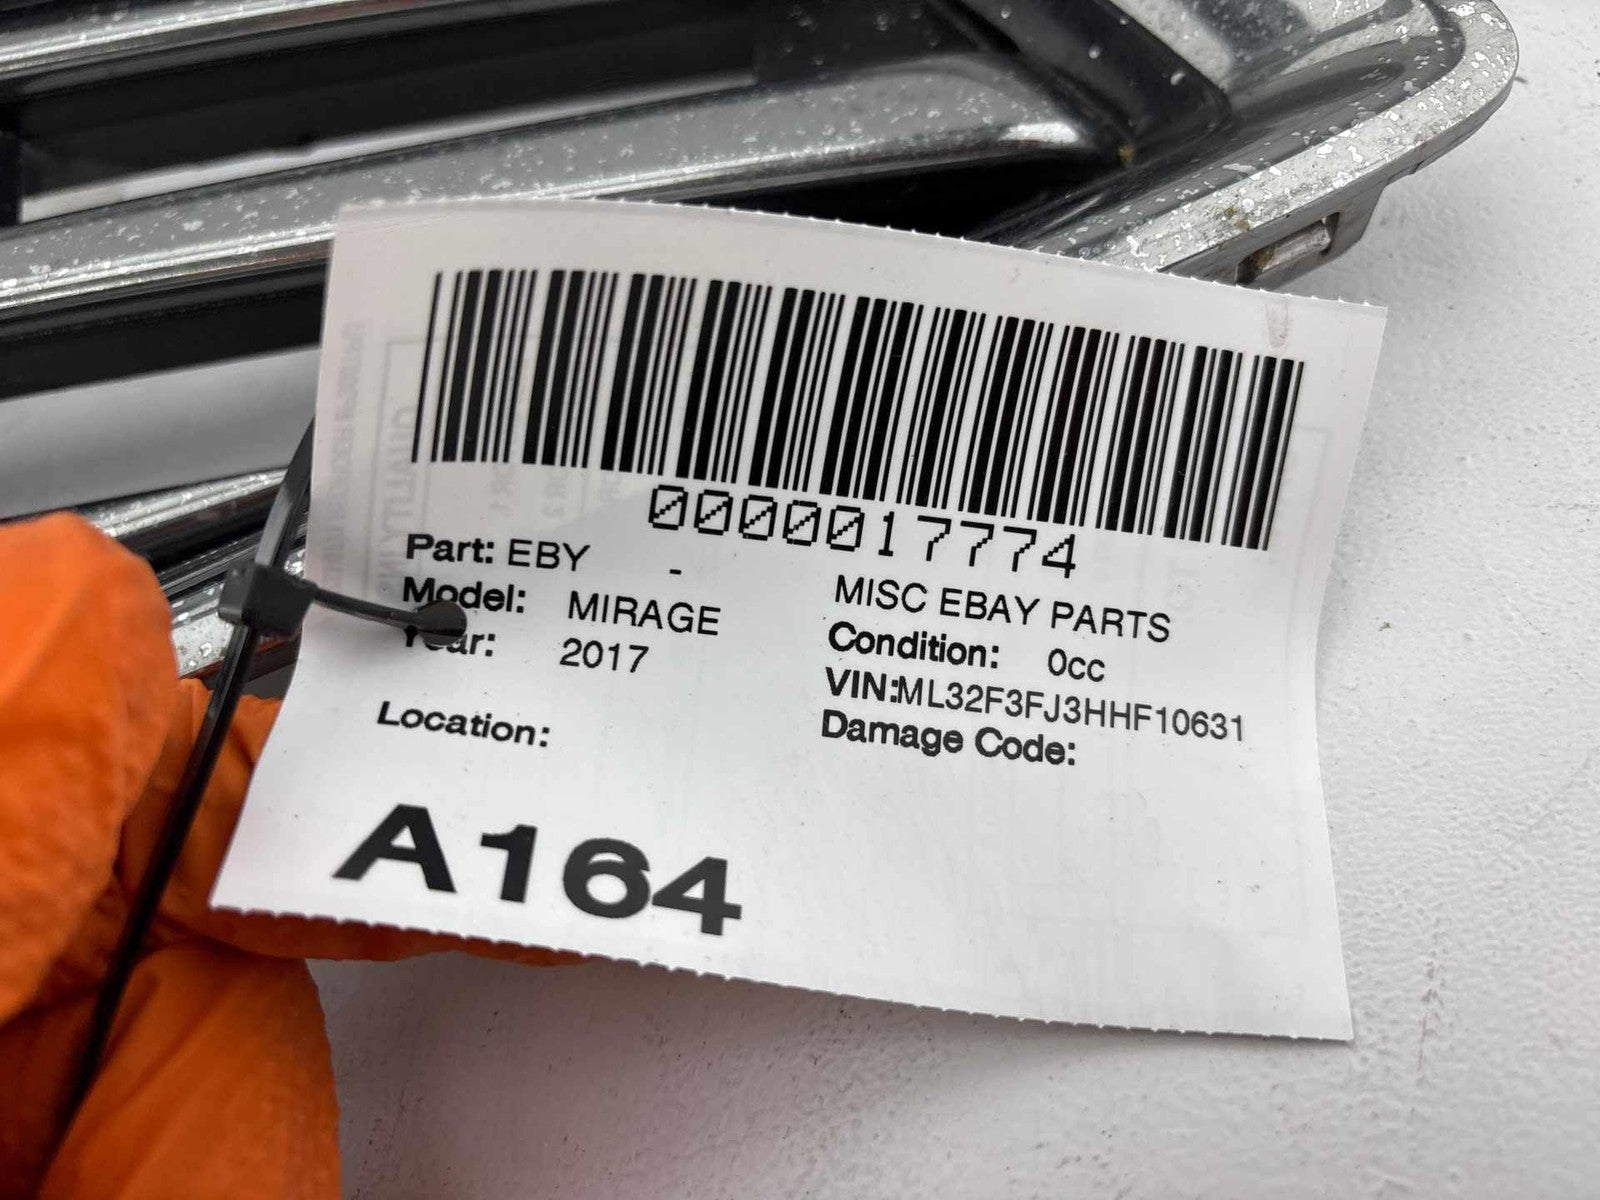 0000017774
Part: EBY - MISC EBAY PARTS
Model: MIRAGE Condition: 0cc
Year: 2017 VIN:ML32F3FJ3HHF10631
Location: Damage Code:
A164